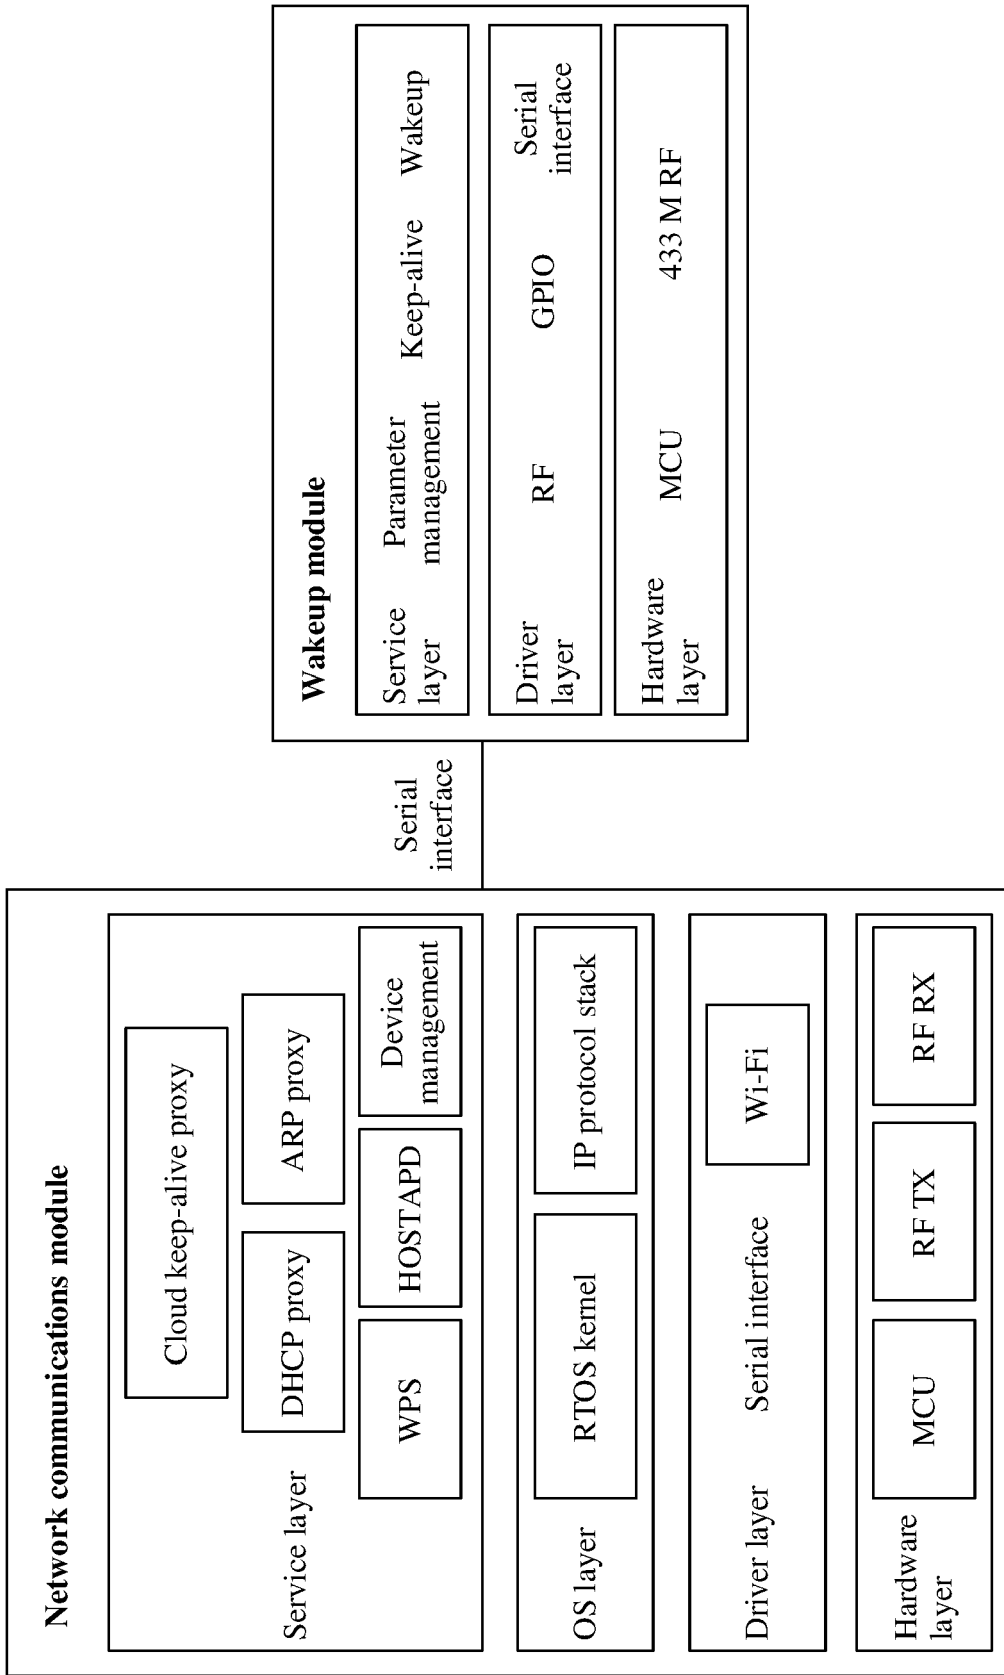 Network communications module
Service layer
Cloud keep-alive proxy
DHCP proxy
ARP proxy
WPS
HOSTAPD
Device
management
OS layer
RTOS kernel
IP protocol stack
Driver layer
Serial interface
Wi-Fi
Hardware
layer
MCU
RF TX
RF RX
Serial
interface
Wakeup module
Service
layer
Parameter
management
Keep-alive
Wakeup
Driver
layer
RF
GPIO
Serial
interface
Hardware
layer
MCU
433 M RF